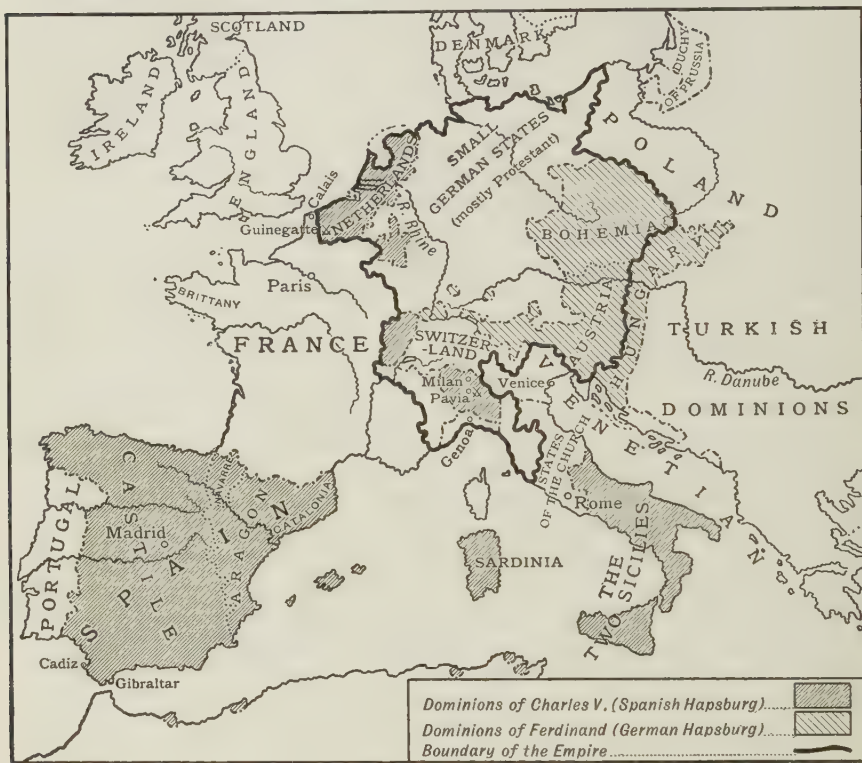 SCOTLAND
DENMARK
DUCHY
OF PRUSSIA
IRELAND
ENGLAND
POLAND
SMALL
GERMAN STATES
(mostly Protestant)
Calais
NETHERLANDS
Guinegatte
R. Rhine
BOHEMIA
HUNGARY
Paris
BRITTANY
FRANCE
SWITZER
-LAND
AUSTRIA
TURKISH
R. Danube
DOMINIONS
Milan
Pavia
Venice
VENETIAN
Genoa
STATES
OF THE CHURCH
Rome
NAVARRE
CASTILE
SPAIN
ARAGON
CATALONIA
PORTUGAL
Madrid
SARDINIA
THE
TWO SICILIES
Cadiz
Gibraltar
Dominions of Charles V. (Spanish Hapsburg)
Dominions of Ferdinand (German Hapsburg)
Boundary of the Empire